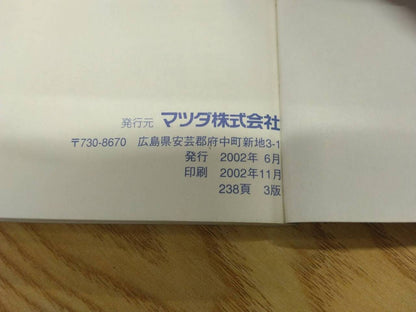 発行元 マツダ株式会社
〒730-8670 広島県安芸郡府中町新地3-1
発行 2002年 6月
印刷 2002年11月
238頁 3版